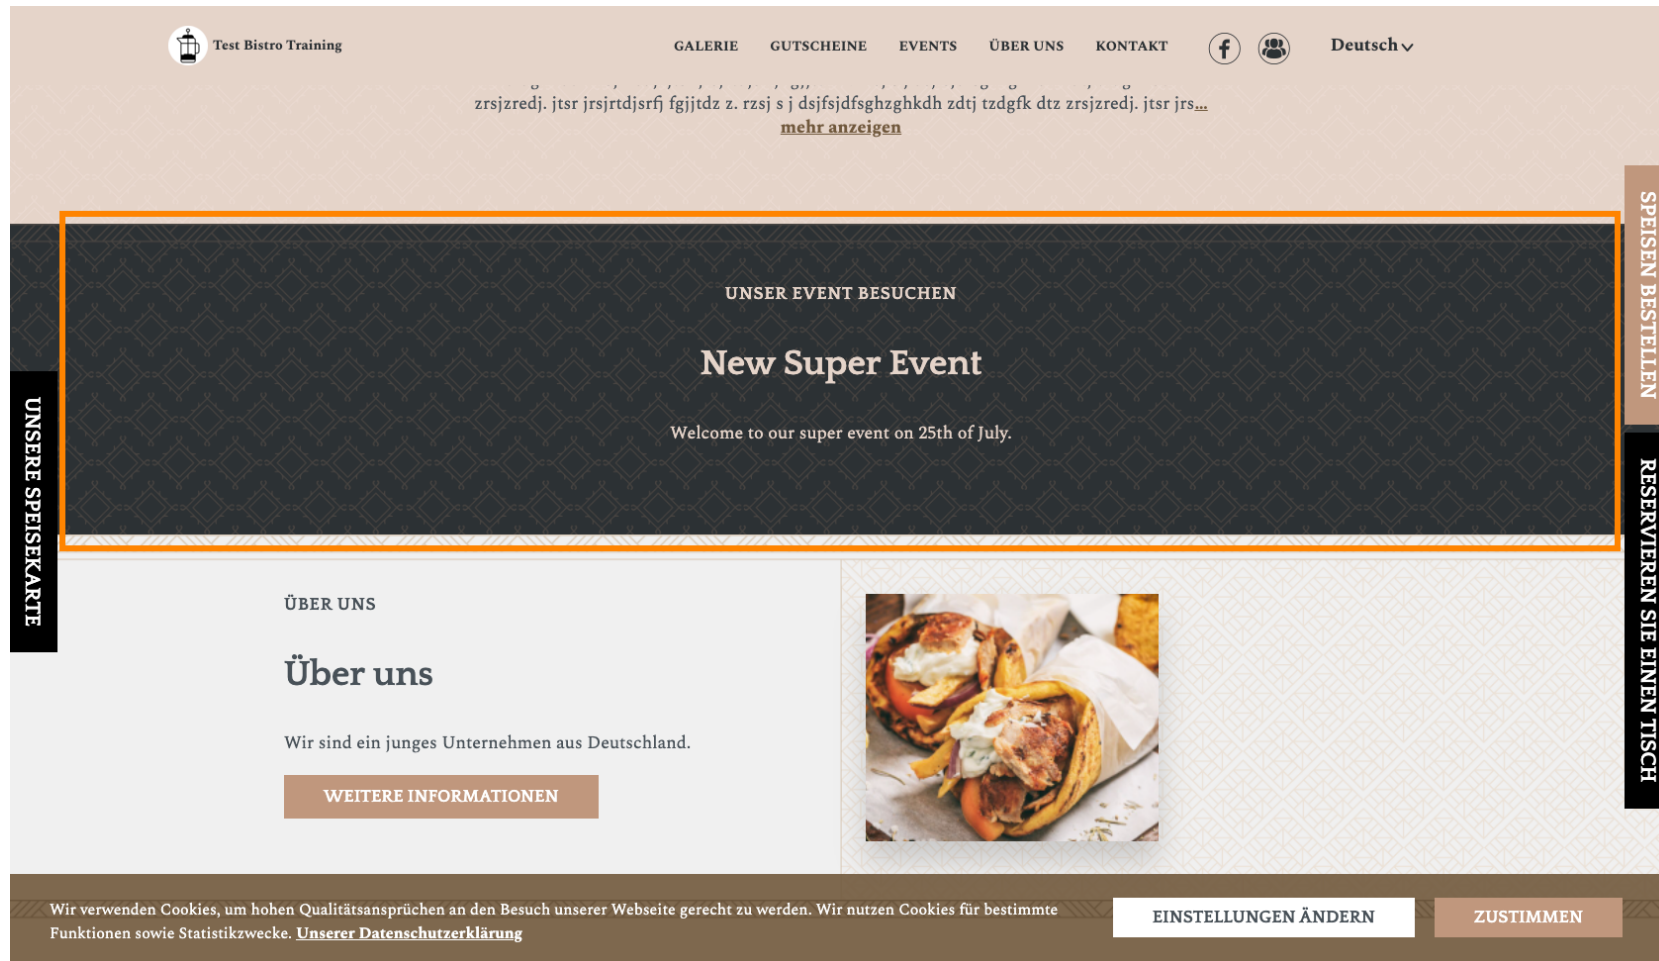 Test Bistro Training
GALERIE GUTSCHEINE EVENTS ÜBER UNS KONTAKT Deutsch
zrsjzredj. jtsr jrsjrtdjsrfj fgjjtdz z. rzsj s j dsjfsjdfsghzghkdh zdtj tzdgfk dtz zrsjzredj. jtsr jrs...
mehr anzeigen
SPEISEN BESTELLEN
UNSER EVENT BESUCHEN
New Super Event
Welcome to our super event on 25th of July.
UNSERE SPEISEKARTE
RESERVIEREN SIE EINEN TISCH
ÜBER UNS
Über uns
Wir sind ein junges Unternehmen aus Deutschland.
WEITERE INFORMATIONEN
Wir verwenden Cookies, um hohen Qualitätsansprüchen an den Besuch unserer Webseite gerecht zu werden. Wir nutzen Cookies für bestimmte
Funktionen sowie Statistikzwecke. Unserer Datenschutzerklärung
EINSTELLUNGEN ÄNDERN
ZUSTIMMEN